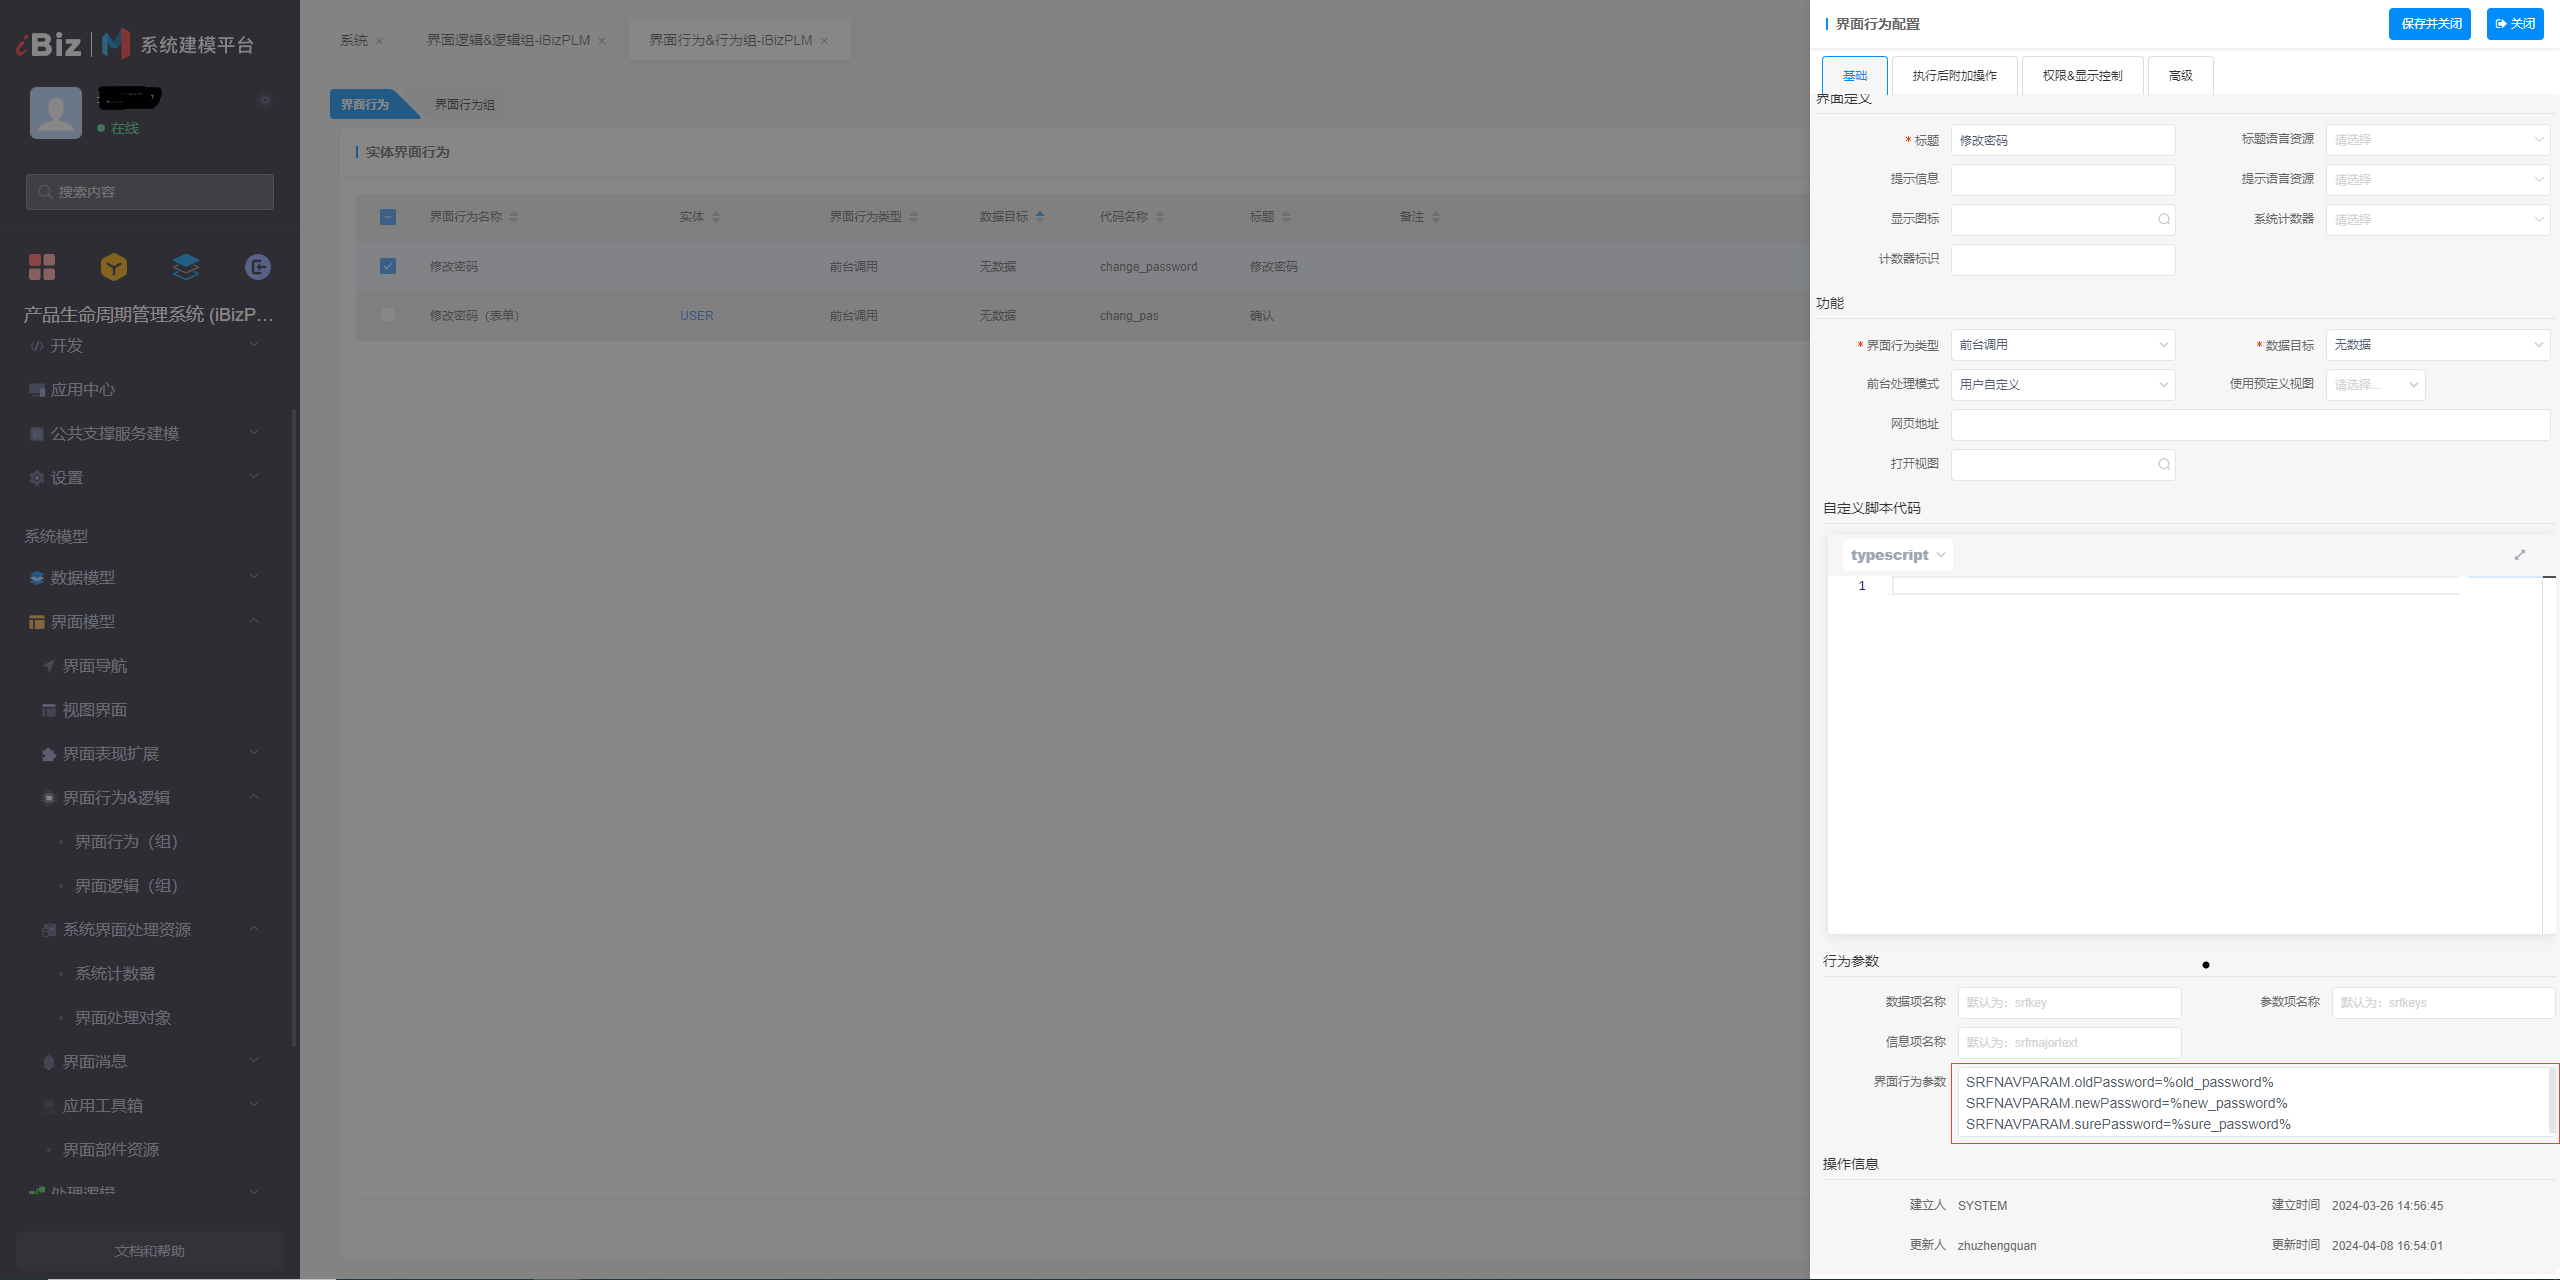 iBiz 系统建模平台
在线
搜索内容
产品生命周期管理系统 (iBizP...
开发
应用中心
公共支撑服务建模
设置
系统模型
数据模型
界面模型
界面导航
视图界面
界面表现扩展
界面行为&逻辑
界面行为（组）
界面逻辑（组）
系统界面处理资源
系统计数器
界面处理对象
界面消息
应用工具箱
界面部件资源
处理逻辑
文档和帮助
系统 × 界面逻辑&逻辑组-iBizPLM × 界面行为&行为组-iBizPLM ×
界面行为 界面行为组
实体界面行为
界面行为名称 实体 界面行为类型 数据目标 代码名称 标题 备注
修改密码 前台调用 无数据 change_password 修改密码
修改密码（表单） USER 前台调用 无数据 chang_pas 确认
界面行为配置 保存并关闭 关闭
基础 执行后附加操作 权限&显示控制 高级
界面定义
* 标题 修改密码 标题语言资源 请选择
提示信息 提示语言资源 请选择
显示图标 系统计数器 请选择
计数器标识
功能
* 界面行为类型 前台调用 * 数据目标 无数据
前台处理模式 用户自定义 使用预定义视图 请选择...
网页地址
打开视图
自定义脚本代码
typescript
1
行为参数
数据项名称 默认为：srfkey 参数项名称 默认为：srfkeys
信息项名称 默认为：srfmajortext
界面行为参数 SRFNAVPARAM.oldPassword=%old_password%
SRFNAVPARAM.newPassword=%new_password%
SRFNAVPARAM.surePassword=%sure_password%
操作信息
建立人 SYSTEM 建立时间 2024-03-26 14:56:45
更新人 zhuzhengquan 更新时间 2024-04-08 16:54:01